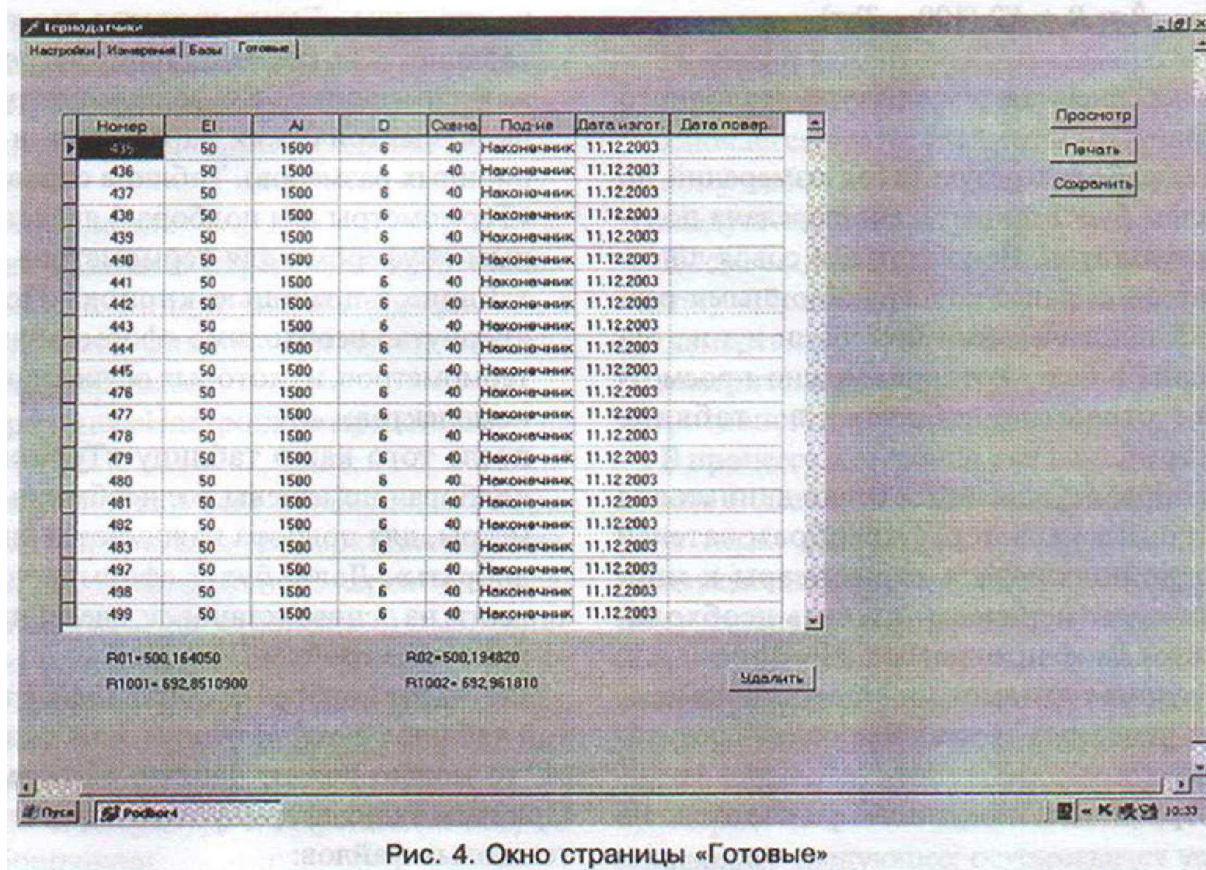 Термодатчики
Настройки Измерения Базы Готовые
Номер El Al D Схема Под-ие Дата изгот. Дата повер.
435 50 1500 6 40 Наконечник 11.12.2003
436 50 1500 6 40 Наконечник 11.12.2003
437 50 1500 6 40 Наконечник 11.12.2003
438 50 1500 6 40 Наконечник 11.12.2003
439 50 1500 6 40 Наконечник 11.12.2003
440 50 1500 6 40 Наконечник 11.12.2003
441 50 1500 6 40 Наконечник 11.12.2003
442 50 1500 6 40 Наконечник 11.12.2003
443 50 1500 6 40 Наконечник 11.12.2003
444 50 1500 6 40 Наконечник 11.12.2003
445 50 1500 6 40 Наконечник 11.12.2003
476 50 1500 6 40 Наконечник 11.12.2003
477 50 1500 6 40 Наконечник 11.12.2003
478 50 1500 6 40 Наконечник 11.12.2003
479 50 1500 6 40 Наконечник 11.12.2003
480 50 1500 6 40 Наконечник 11.12.2003
481 50 1500 6 40 Наконечник 11.12.2003
482 50 1500 6 40 Наконечник 11.12.2003
483 50 1500 6 40 Наконечник 11.12.2003
497 50 1500 6 40 Наконечник 11.12.2003
498 50 1500 6 40 Наконечник 11.12.2003
499 50 1500 6 40 Наконечник 11.12.2003
Просмотр
Печать
Сохранить
R01=500,164050 R02=500,194820
R1001= 692,8510900 R1002= 692,961810
Удалить
Пуск Podbor4 10:33
Рис. 4. Окно страницы «Готовые»